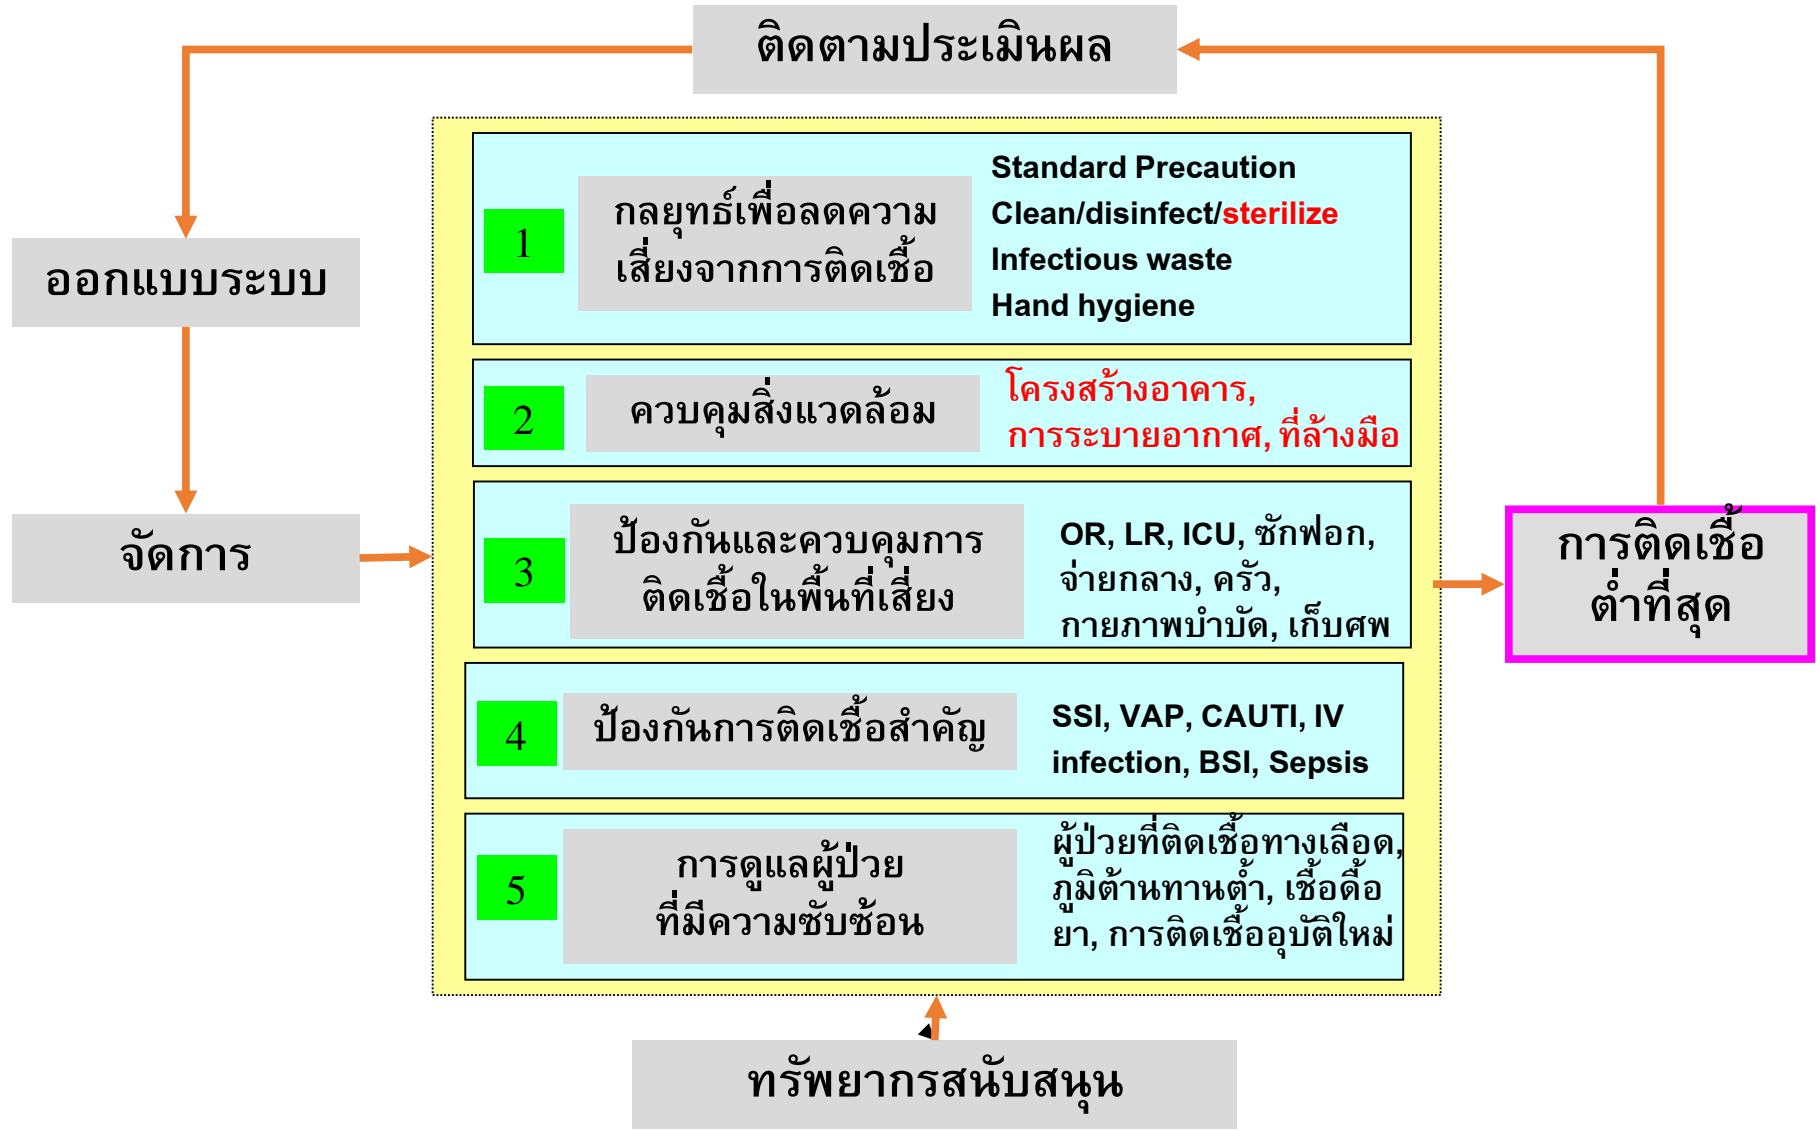 ติดตามประเมินผล
ออกแบบระบบ
จัดการ
1
กลยุทธ์เพื่อลดความ
เสี่ยงจากการติดเชื้อ
Standard Precaution
Clean/disinfect/sterilize
Infectious waste
Hand hygiene
2
ควบคุมสิ่งแวดล้อม
โครงสร้างอาคาร,
การระบายอากาศ, ที่ล้างมือ
3
ป้องกันและควบคุมการ
ติดเชื้อในพื้นที่เสี่ยง
OR, LR, ICU, ซักฟอก,
จ่ายกลาง, ครัว,
กายภาพบำบัด, เก็บศพ
4
ป้องกันการติดเชื้อสำคัญ
SSI, VAP, CAUTI, IV
infection, BSI, Sepsis
5
การดูแลผู้ป่วย
ที่มีความซับซ้อน
ผู้ป่วยที่ติดเชื้อทางเลือด,
ภูมิต้านทานต่ำ, เชื้อดื้อ
ยา, การติดเชื้ออุบัติใหม่
การติดเชื้อ
ต่ำที่สุด
ทรัพยากรสนับสนุน